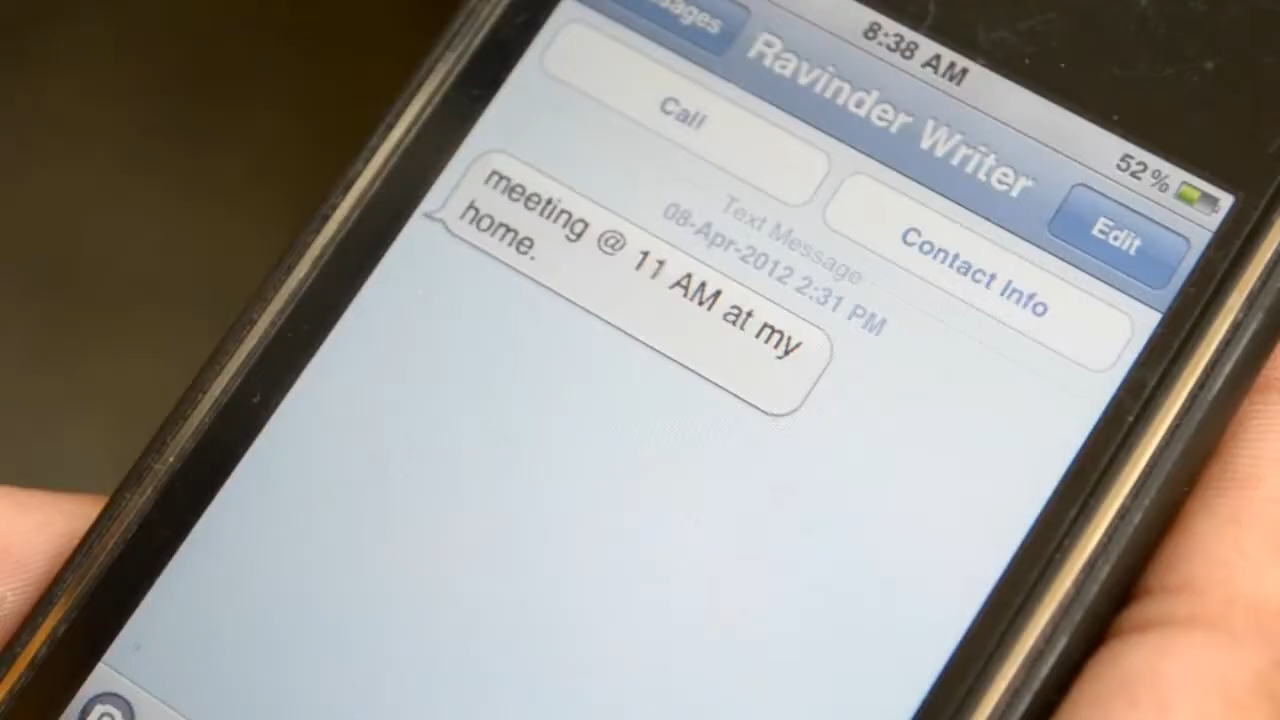 8:38 AM
52%
Ravinder Writer
Edit
Call
Contact Info
Text Message
08-Apr-2012 2:31 PM
meeting @ 11 AM at my
home.